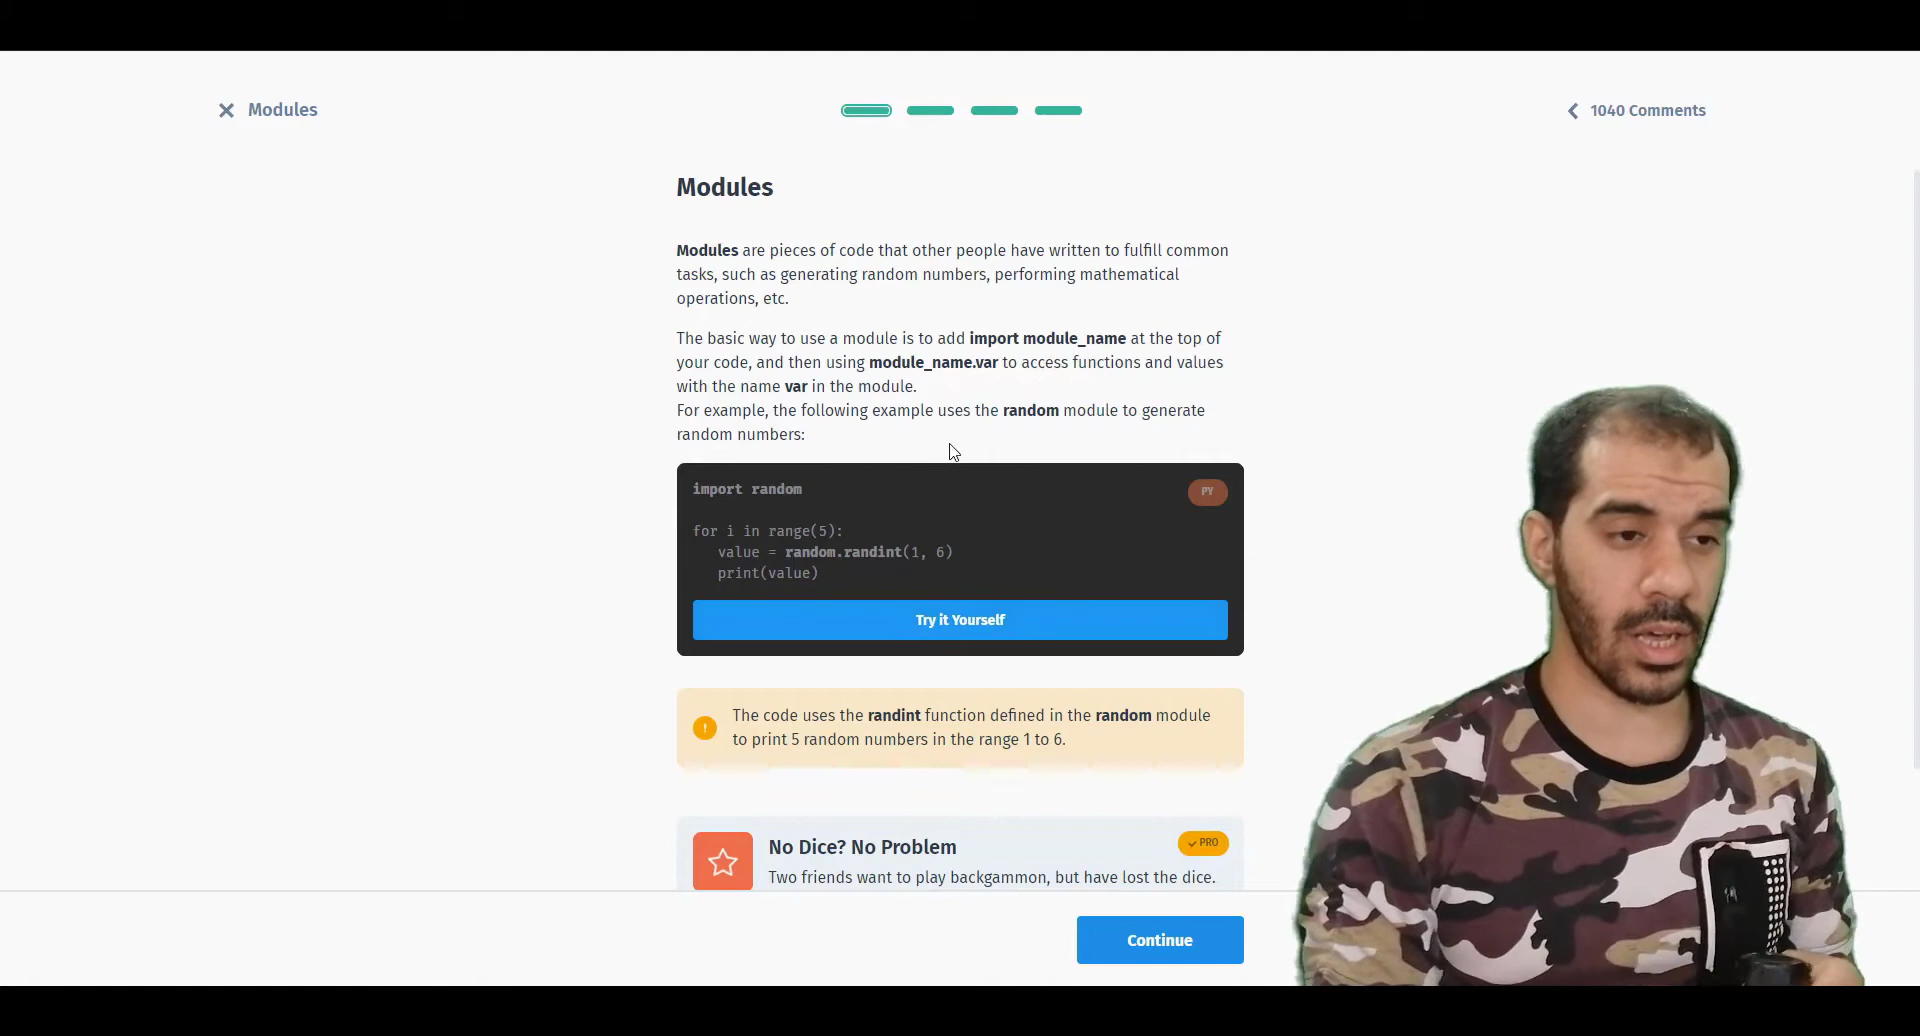 Modules
1040 Comments
Modules
Modules are pieces of code that other people have written to fulfill common
tasks, such as generating random numbers, performing mathematical
operations, etc.
The basic way to use a module is to add import module_name at the top of
your code, and then using module_name.var to access functions and values
with the name var in the module.
For example, the following example uses the random module to generate
random numbers:
import random
PY
for i in range(5):
value = random.randint(1, 6)
print(value)
Try it Yourself
The code uses the randint function defined in the random module
to print 5 random numbers in the range 1 to 6.
No Dice? No Problem
PRO
Two friends want to play backgammon, but have lost the dice.
Continue